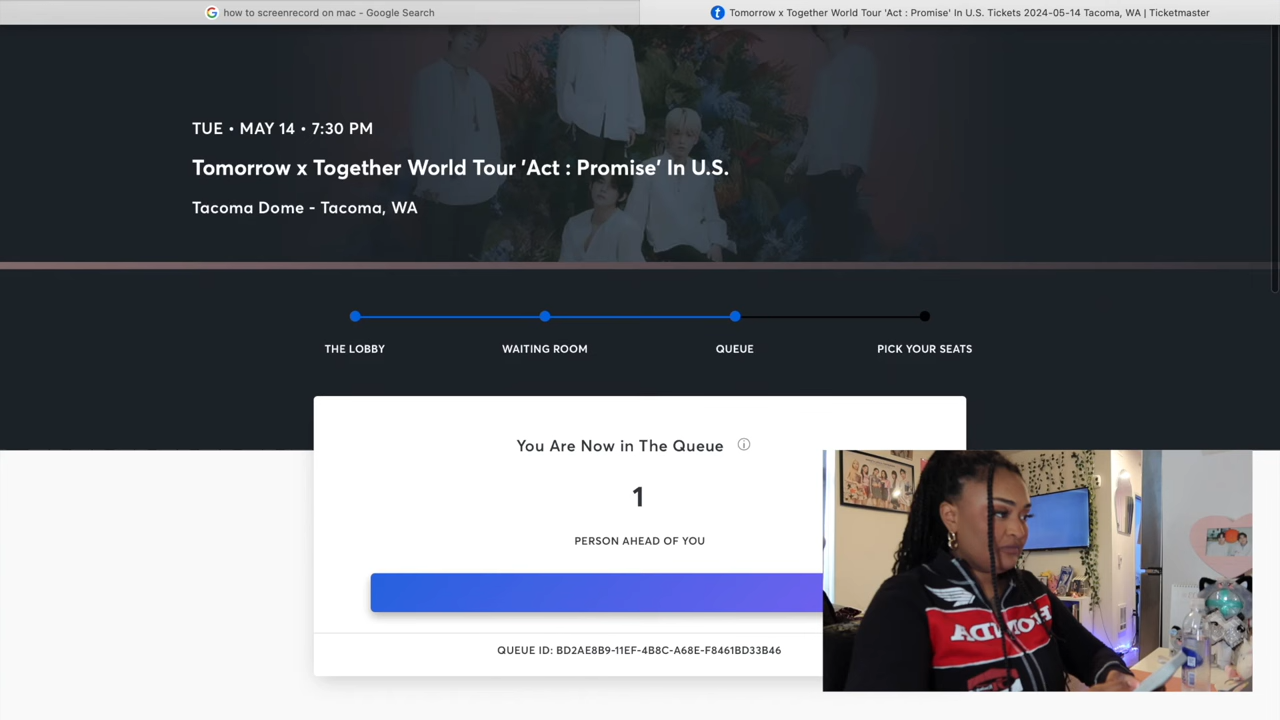 how to screenrecord on mac - Google Search
Tomorrow x Together World Tour 'Act : Promise' In U.S. Tickets 2024-05-14 Tacoma, WA | Ticketmaster
TUE • MAY 14 • 7:30 PM
Tomorrow x Together World Tour 'Act : Promise' In U.S.
Tacoma Dome - Tacoma, WA
THE LOBBY
WAITING ROOM
QUEUE
PICK YOUR SEATS
You Are Now in The Queue
1
PERSON AHEAD OF YOU
QUEUE ID: BD2AE8B9-11EF-4B8C-A68E-F8461BD33B46
HONDA